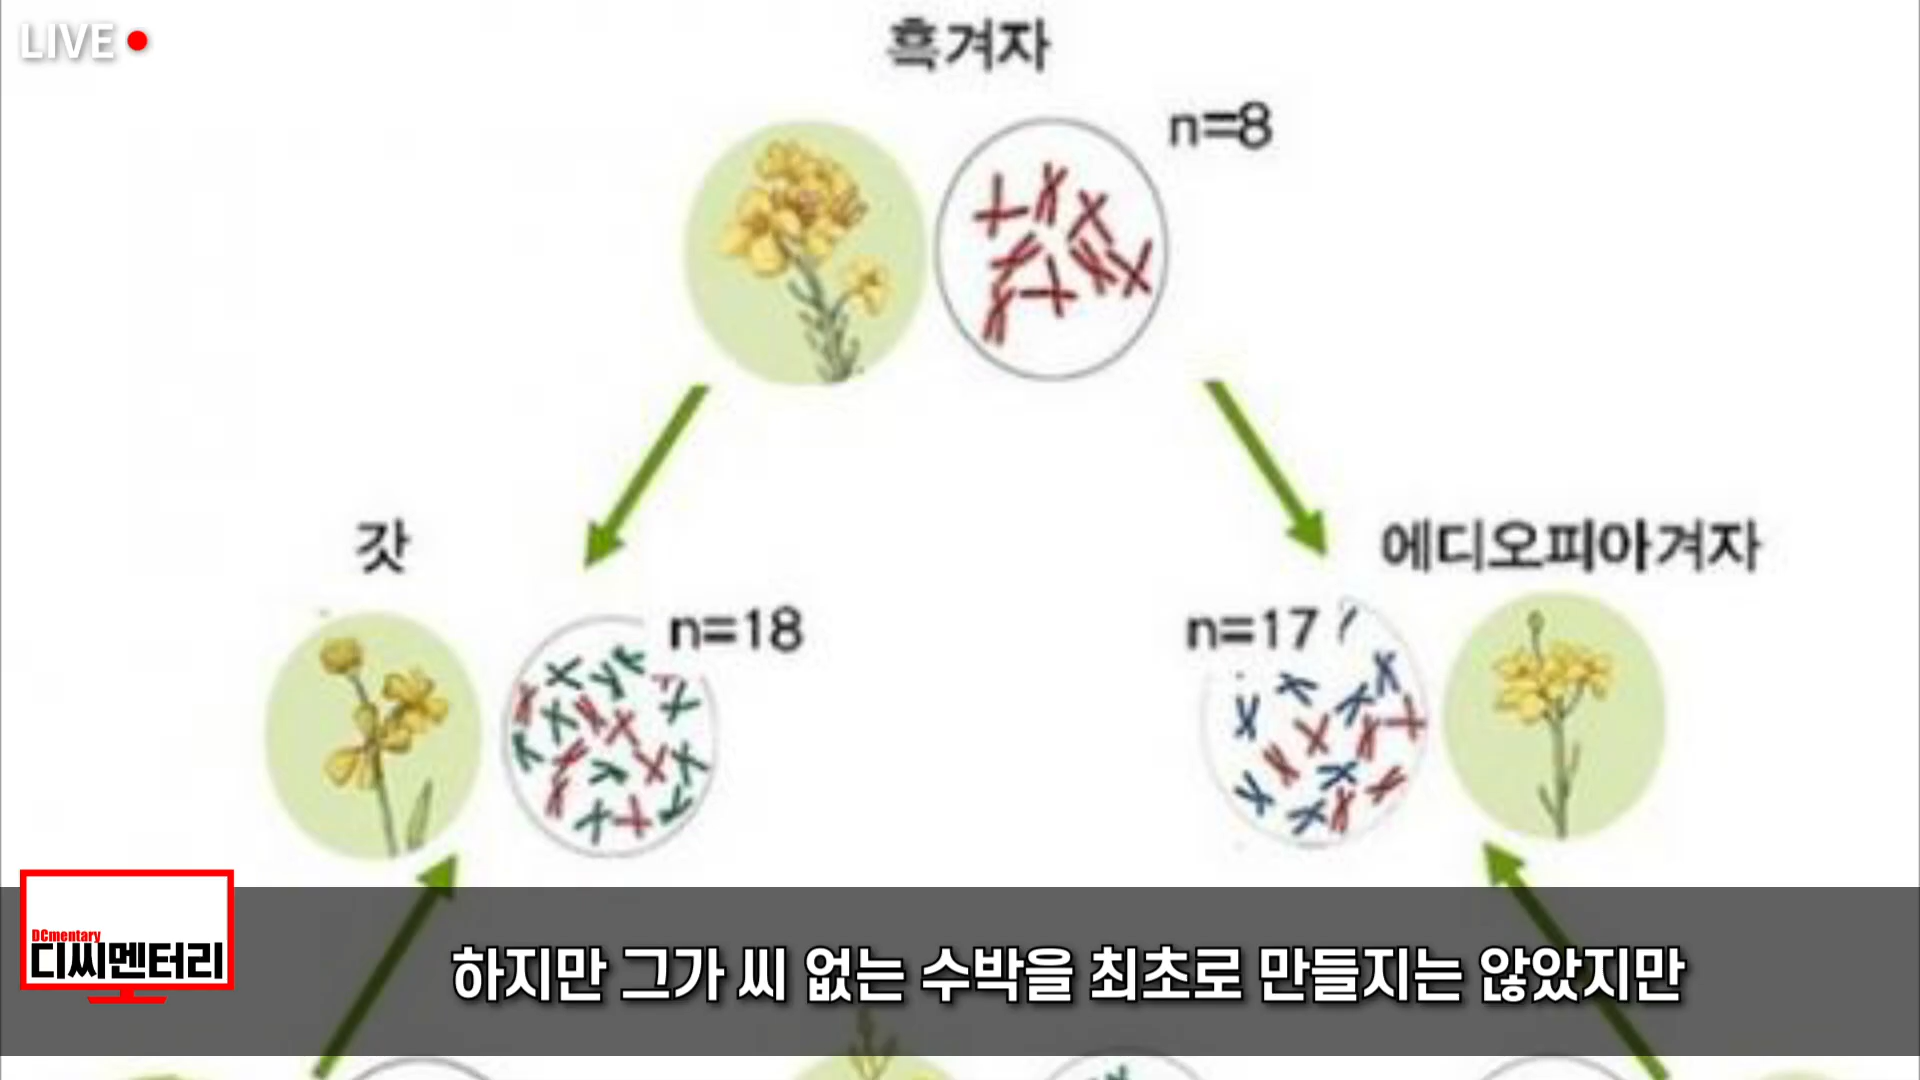 LIVE
흑겨자
n=8
갓
에디오피아겨자
n=18
n=17
DCmentary
디씨멘터리
하지만 그가 씨 없는 수박을 최초로 만들지는 않았지만